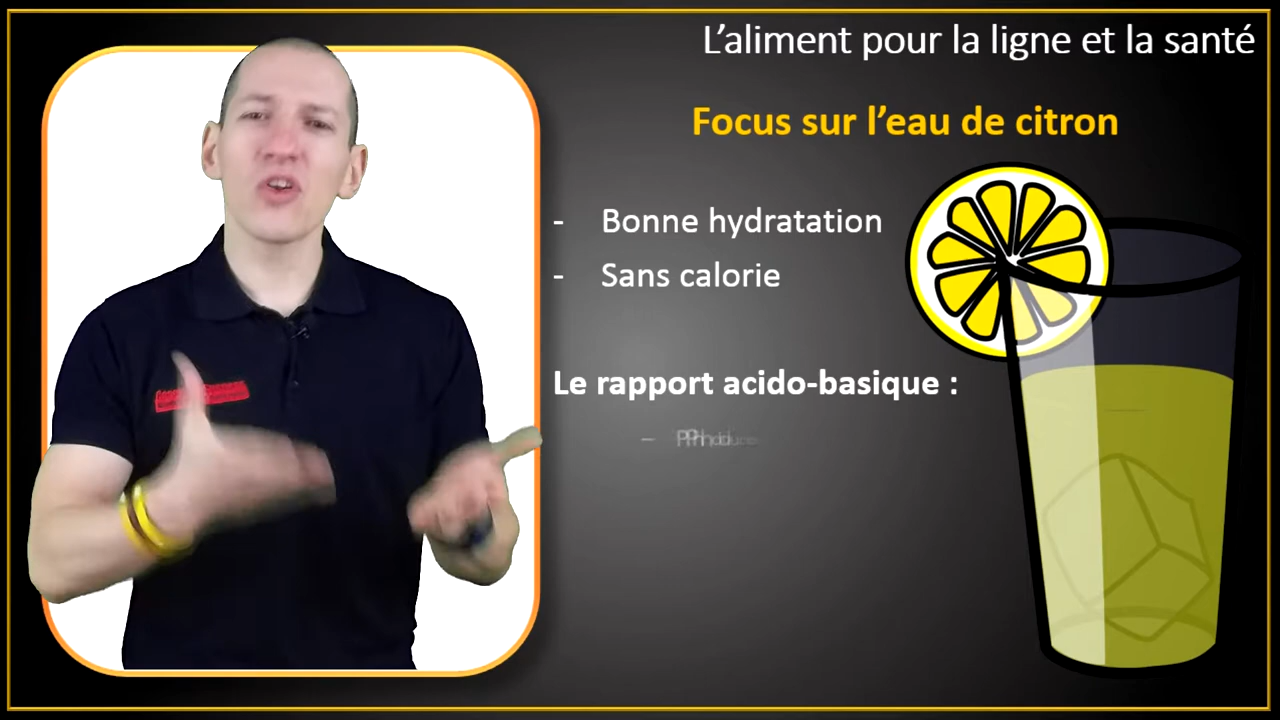 L'aliment pour la ligne et la santé
Focus sur l'eau de citron
- Bonne hydratation
- Sans calorie
Le rapport acido-basique :